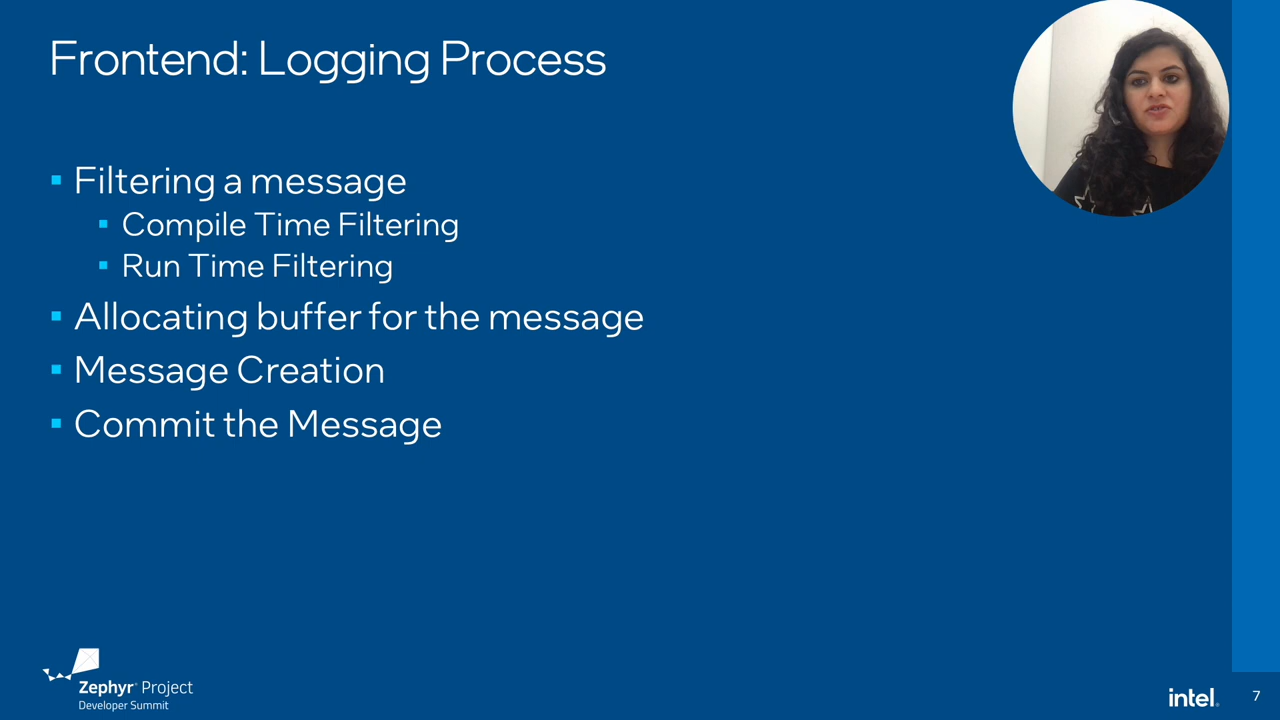 Frontend: Logging Process
Filtering a message
Compile Time Filtering
Run Time Filtering
Allocating buffer for the message
Message Creation
Commit the Message
Zephyr Project
Developer Summit
intel.
7